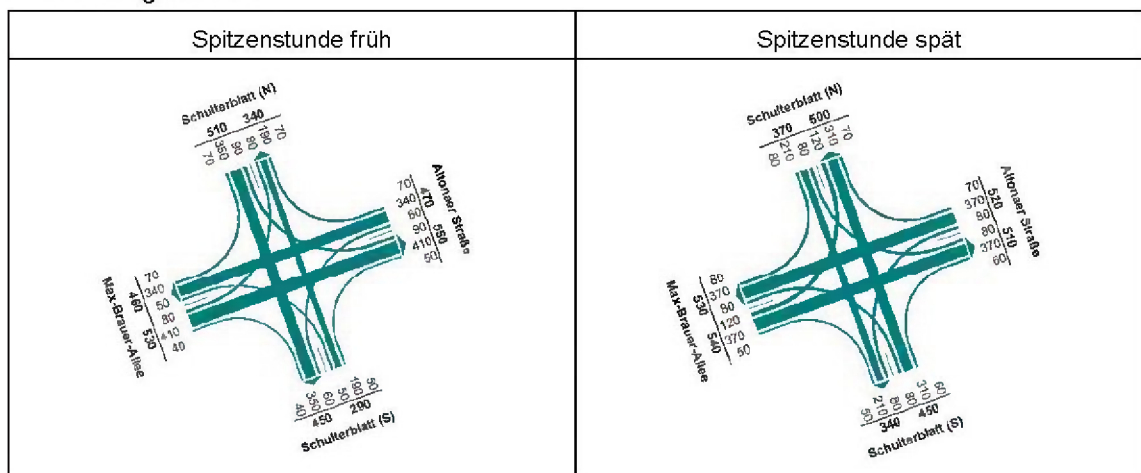 Spitzenstunde früh
Spitzenstunde spät
Schulterblatt (N)
510 340
70 350 90 80 190 70
Altonaer Straße
470 550
70 340 60 90 410 50
Max-Brauer-Allee
460 530
70 340 50 80 410 40
40 350 60 50 190 50
450 290
Schulterblatt (S)
Schulterblatt (N)
370 500
80 210 80 120 310 70
Altonaer Straße
520 510
70 370 80 80 370 60
Max-Brauer-Allee
530 540
80 370 80 120 370 50
50 210 80 80 310 60
340 450
Schulterblatt (S)